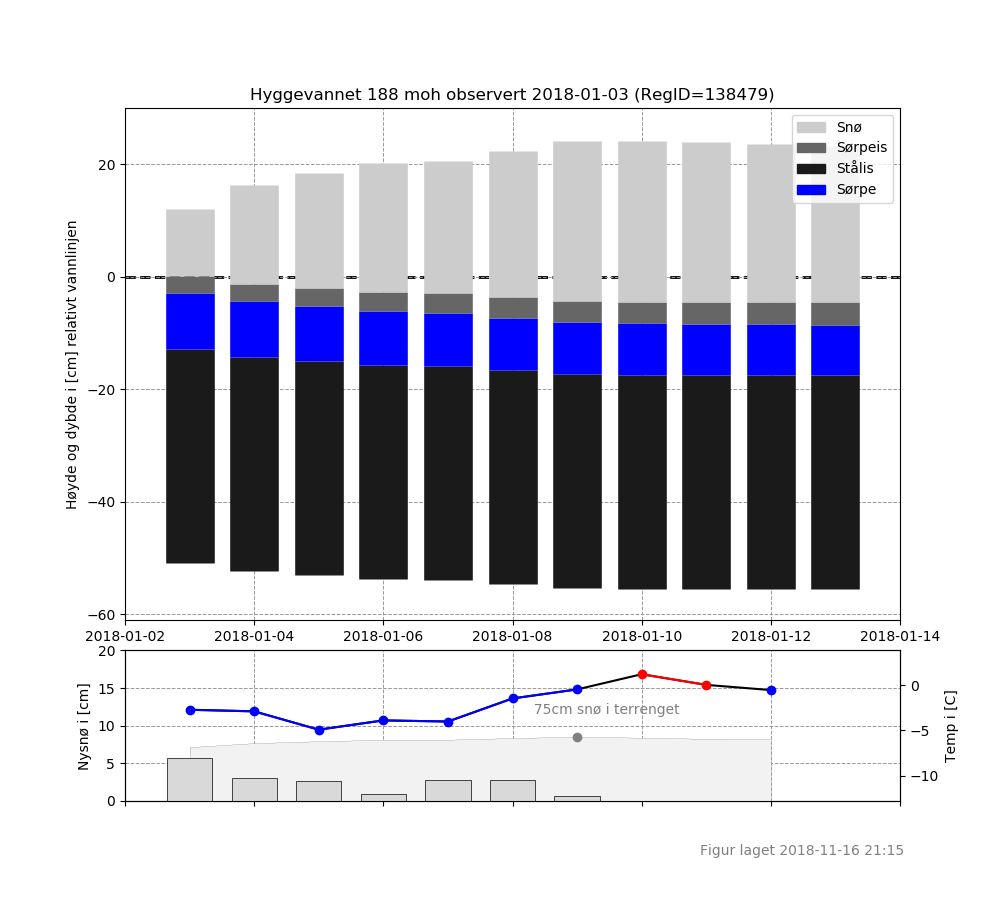 Hyggevannet 188 moh observert 2018-01-03 (RegID=138479)
Snø
Sørpeis
Stålis
Sørpe
Høyde og dybde i [cm] relativt vannlinjen
20
0
−20
−40
−60
2018-01-02 2018-01-04 2018-01-06 2018-01-08 2018-01-10 2018-01-12 2018-01-14
Nysnø i [cm]
20
15
10
5
0
75cm snø i terrenget
0
−5
−10
Temp i [C]
Figur laget 2018-11-16 21:15